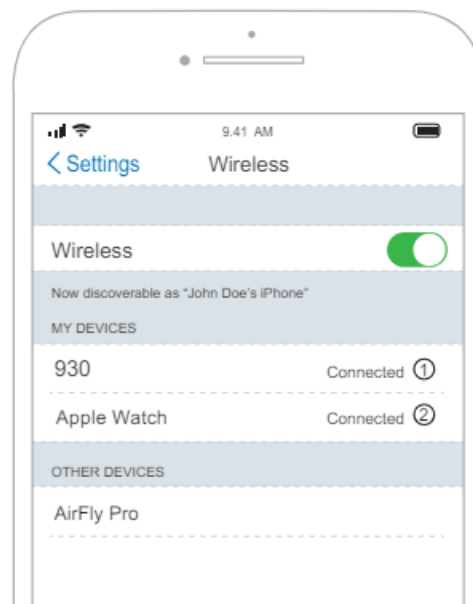 9.41 AM
< Settings Wireless
Wireless
Now discoverable as "John Doe's iPhone"
MY DEVICES
930 Connected ①
Apple Watch Connected ②
OTHER DEVICES
AirFly Pro